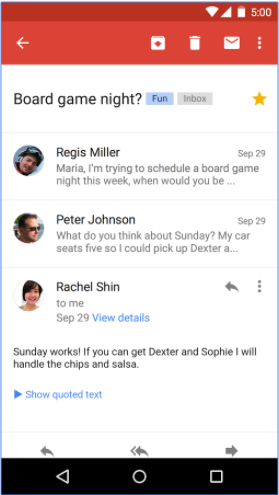 5:00
Board game night? Fun Inbox
Regis Miller Sep 29
Maria, I'm trying to schedule a board
game night this week, when would you be ...
Peter Johnson Sep 29
What do you think about Sunday? My car
seats five so I could pick up Dexter a...
Rachel Shin
to me
Sep 29 View details
Sunday works! If you can get Dexter and Sophie I will
handle the chips and salsa.
Show quoted text